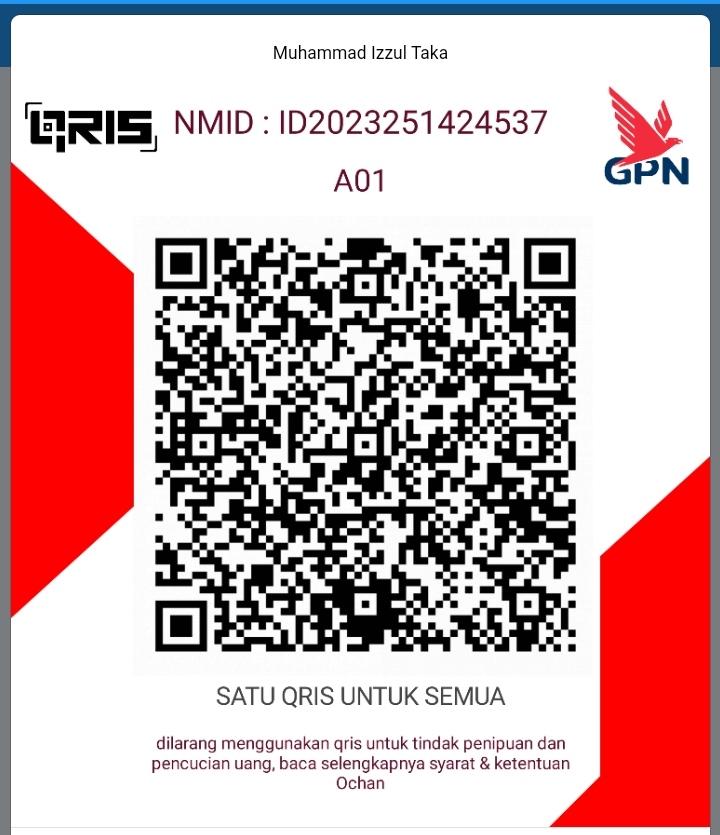 Muhammad Izzul Taka
QRIS
NMID : ID2023251424537
GPN
A01
SATU QRIS UNTUK SEMUA
dilarang menggunakan qris untuk tindak penipuan dan
pencucian uang, baca selengkapnya syarat & ketentuan
Ochan